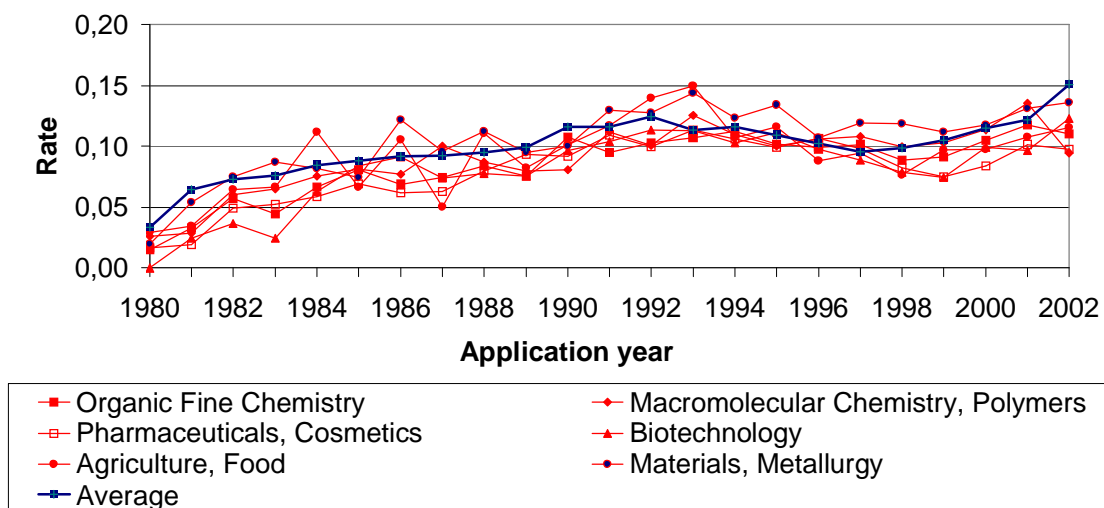 0,20
0,15
0,10
0,05
0,00
Rate
1980 1982 1984 1986 1988 1990 1992 1994 1996 1998 2000 2002
Application year
Organic Fine Chemistry
Macromolecular Chemistry, Polymers
Pharmaceuticals, Cosmetics
Biotechnology
Agriculture, Food
Materials, Metallurgy
Average